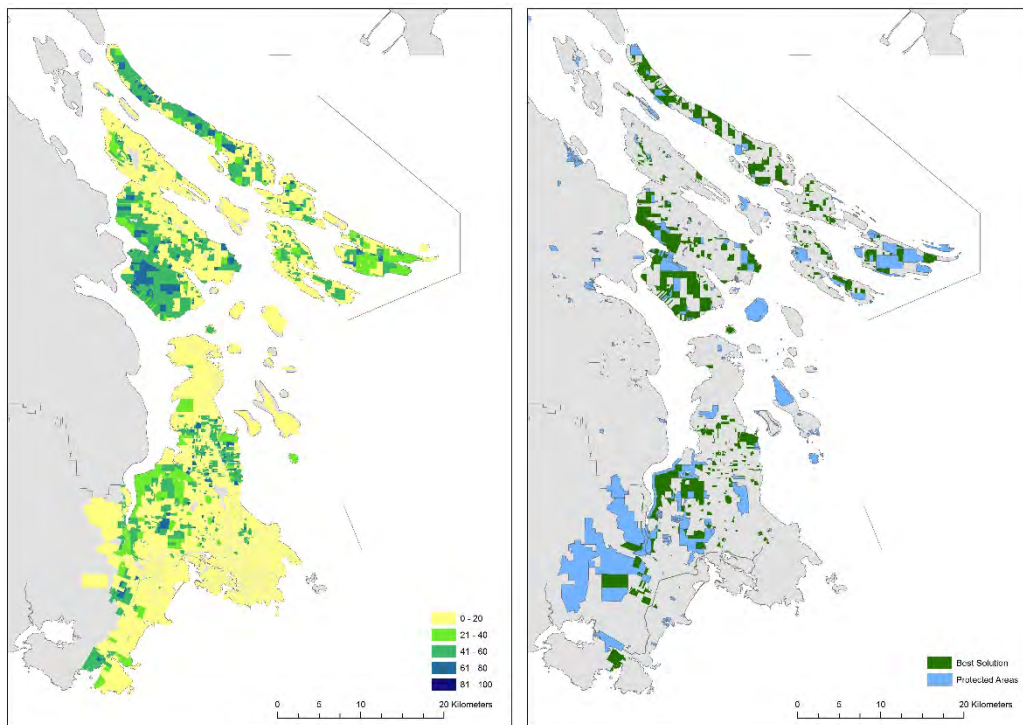 0 - 20
21 - 40
41 - 60
61 - 80
81 - 100
0 5 10 20 Kilometers
Best Solution
Protected Areas
0 5 10 20 Kilometers